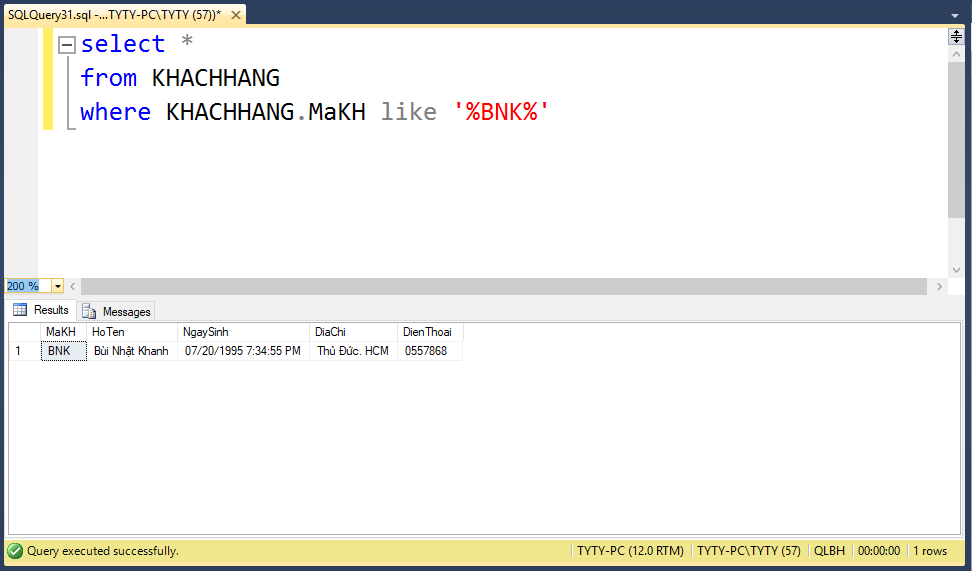 SQLQuery31.sql -...TYTY-PC\TYTY (57))*
select *
from KHACHHANG
where KHACHHANG.MaKH like '%BNK%'
200 %
Results Messages
MaKH HoTen NgaySinh DiaChi DienThoai
1 BNK Bùi Nhật Khanh 07/20/1995 7:34:55 PM Thủ Đức. HCM 0557868
Query executed successfully. TYTY-PC (12.0 RTM) TYTY-PC\TYTY (57) QLBH 00:00:00 1 rows